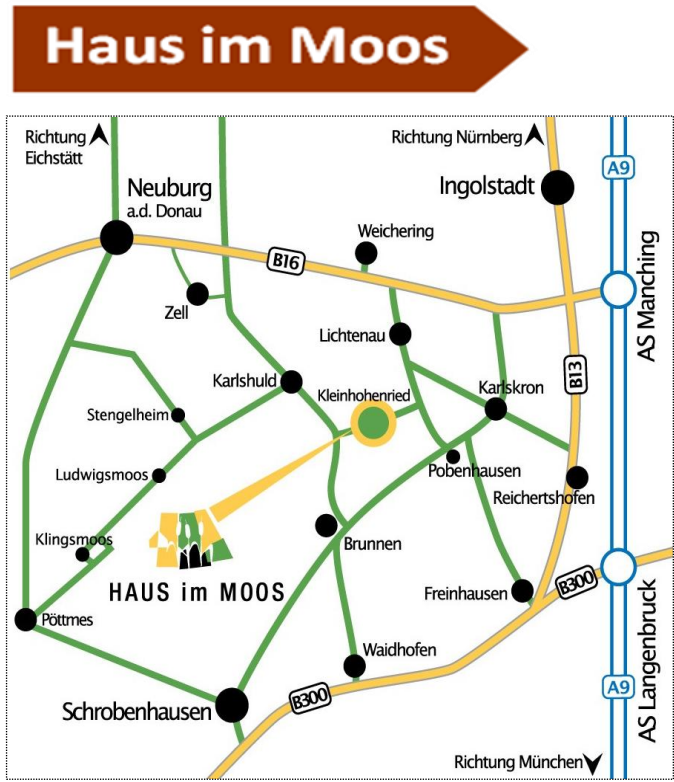 Haus im Moos
Richtung
Eichstätt
Richtung Nürnberg
A9
Neuburg
a.d. Donau
Ingolstadt
Weichering
B16
AS Manching
Zell
Lichtenau
B13
Karlshuld
Kleinhohenried
Karlskron
Stengelheim
Pobenhausen
Ludwigsmoos
Reichertshofen
Klingsmoos
Brunnen
HAUS im MOOS
Freinhausen
B300
Pöttmes
Waidhofen
AS Langenbruck
A9
B300
Schrobenhausen
Richtung München